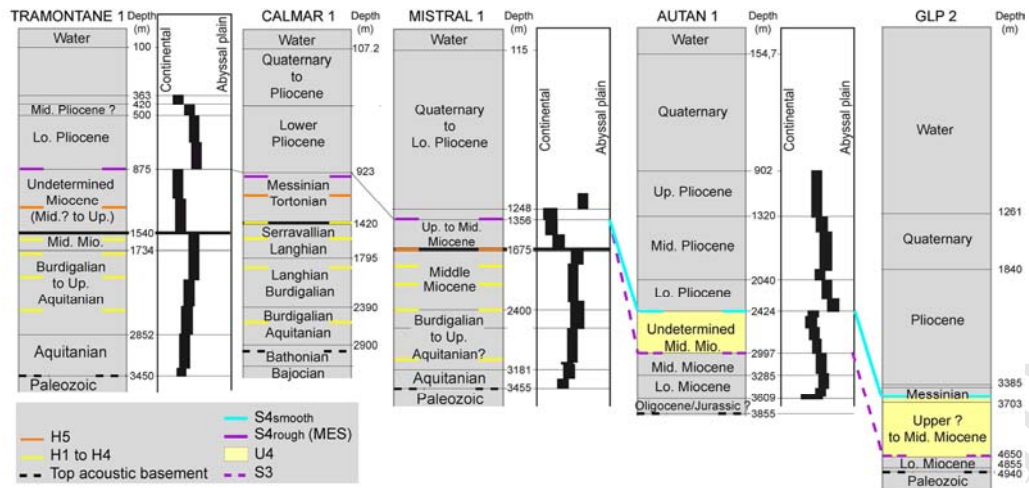 TRAMONTANE 1
Depth
(m)
Water
100
363
Mid. Pliocene ?
420
500
Lo. Pliocene
875
Undetermined
Miocene
(Mid.? to Up.)
1540
Mid. Mio.
1734
Burdigalian
to Up.
Aquitanian
2852
Aquitanian
3450
Paleozoic
Continental
Abyssal plain
CALMAR 1
Depth
(m)
Water
107.2
Quaternary
to
Pliocene
Lower
Pliocene
923
Messinian
Tortonian
1420
Serravallian
Langhian
1795
Langhian
Burdigalian
2390
Burdigalian
Aquitanian
2900
Bathonian
Bajocian
MISTRAL 1
Depth
(m)
Water
115
Quaternary
to
Lo. Pliocene
1248
1356
Up. to Mid.
Miocene
1675
Middle
Miocene
2400
Burdigalian
to Up.
Aquitanian?
3181
Aquitanian
3455
Paleozoic
Continental
Abyssal plain
AUTAN 1
Depth
(m)
Water
154,7
Quaternary
902
Up. Pliocene
1320
Mid. Pliocene
2040
Lo. Pliocene
2424
Undetermined
Mid. Mio.
2997
Mid. Miocene
3285
Lo. Miocene
3609
Oligocene/Jurassic ?
3855
Continental
Abyssal plain
GLP 2
Depth
(m)
Water
1261
Quaternary
1840
Pliocene
3385
Messinian
3703
Upper ?
to Mid. Miocene
4650
Lo. Miocene
4855
4940
Paleozoic
H5
H1 to H4
Top acoustic basement
S4smooth
S4rough (MES)
U4
S3